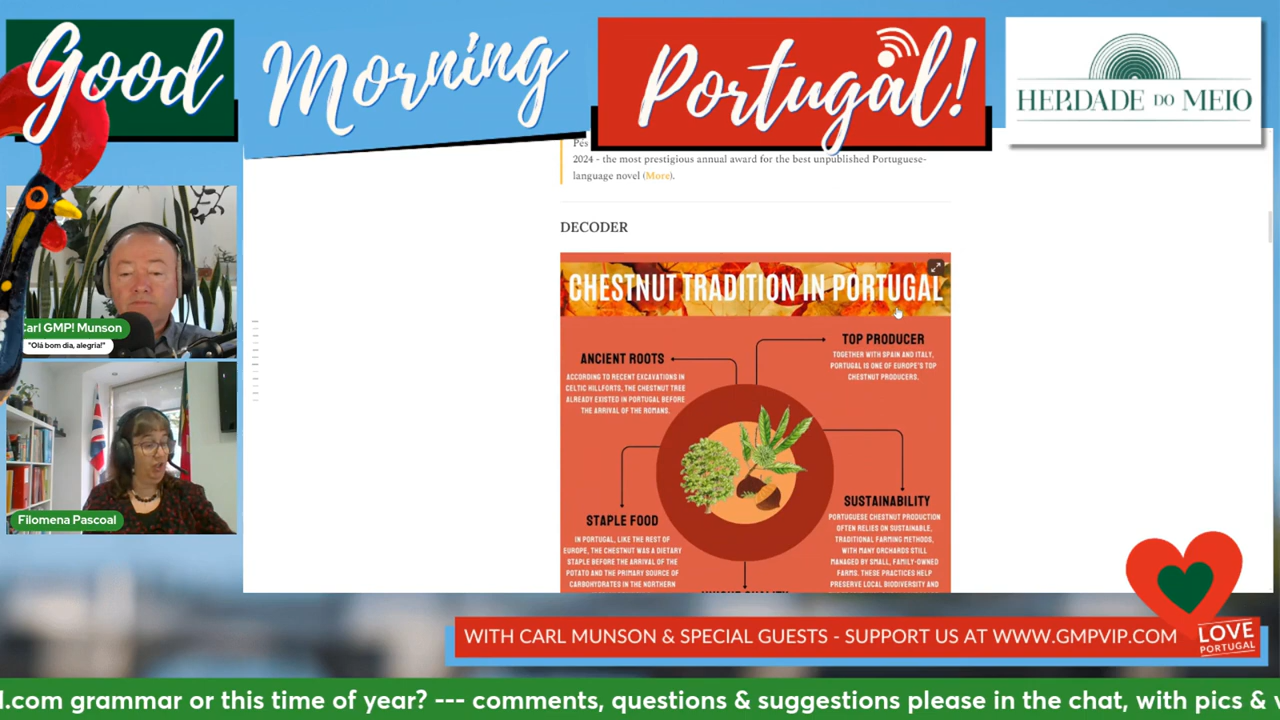 Good
Morning
Portugal!
HERDADE DO MEIO
2024 - the most prestigious annual award for the best unpublished Portuguese-
language novel (More).
DECODER
CHESTNUT TRADITION IN PORTUGAL
ANCIENT ROOTS
ACCORDING TO RECENT EXCAVATIONS IN
CELTIC HILLFORTS, THE CHESTNUT TREE
ALREADY EXISTED IN PORTUGAL BEFORE
THE ARRIVAL OF THE ROMANS.
TOP PRODUCER
TOGETHER WITH SPAIN AND ITALY,
PORTUGAL IS ONE OF EUROPE'S TOP
CHESTNUT PRODUCERS.
STAPLE FOOD
IN PORTUGAL, LIKE THE REST OF
EUROPE, THE CHESTNUT WAS A DIETARY
STAPLE BEFORE THE ARRIVAL OF THE
POTATO AND THE PRIMARY SOURCE OF
CARBOHYDRATES IN THE NORTHERN
SUSTAINABILITY
PORTUGUESE CHESTNUT PRODUCTION
OFTEN RELIES ON SUSTAINABLE,
TRADITIONAL FARMING METHODS,
WITH MANY ORCHARDS STILL
MANAGED BY SMALL, FAMILY-OWNED
FARMS. THESE PRACTICES HELP
PRESERVE LOCAL BIODIVERSITY AND
Carl GMP! Munson
"Olá bom dia, alegria!"
Filomena Pascoal
WITH CARL MUNSON & SPECIAL GUESTS - SUPPORT US AT WWW.GMPVIP.COM
LOVE
PORTUGAL
.com grammar or this time of year? --- comments, questions & suggestions please in the chat, with pics &